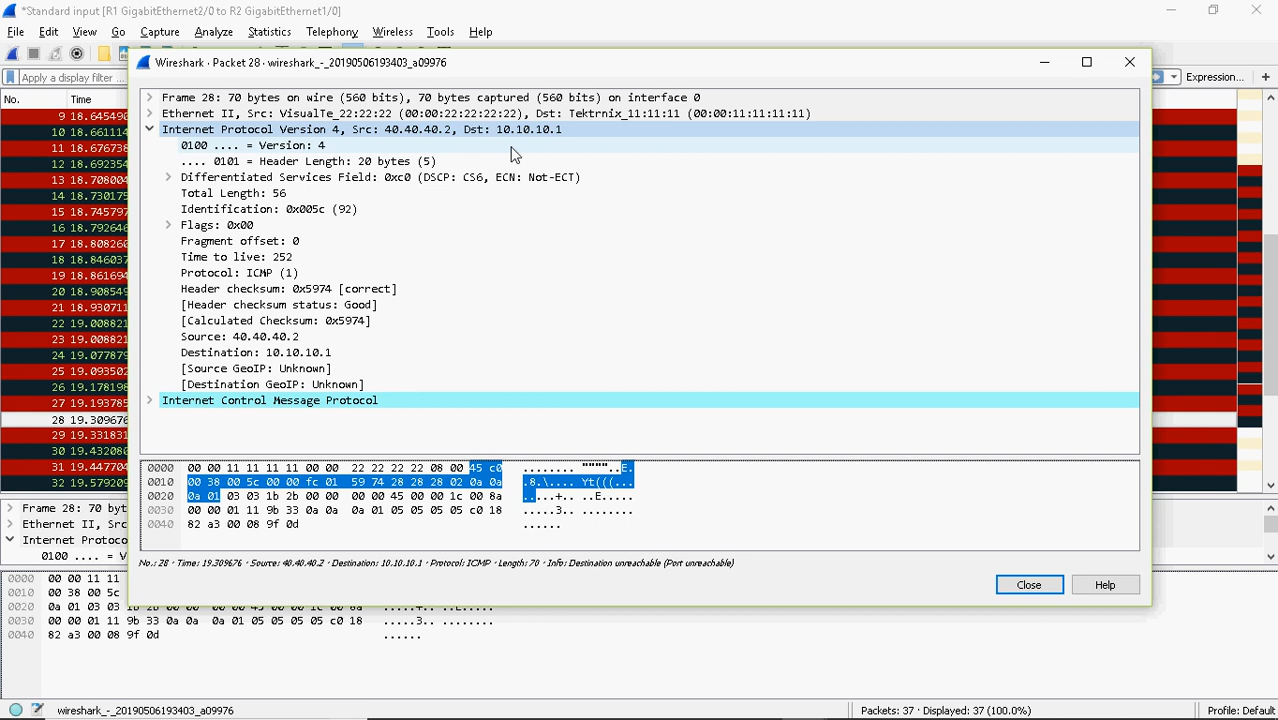 *Standard input [R1 GigabitEthernet2/0 to R2 GigabitEthernet1/0]
File Edit View Go Capture Analyze Statistics Telephony Wireless Tools Help
Wireshark · Packet 28 · wireshark_-_20190506193403_a09976
Apply a display filter ...
Expression... +
No. Time
Frame 28: 70 bytes on wire (560 bits), 70 bytes captured (560 bits) on interface 0
9 18.645490
Ethernet II, Src: VisualTe_22:22:22 (00:00:22:22:22:22), Dst: Tektrnix_11:11:11 (00:00:11:11:11:11)
10 18.661114
Internet Protocol Version 4, Src: 40.40.40.2, Dst: 10.10.10.1
11 18.676738
0100 .... = Version: 4
12 18.692354
.... 0101 = Header Length: 20 bytes (5)
13 18.708004
Differentiated Services Field: 0xc0 (DSCP: CS6, ECN: Not-ECT)
14 18.730175
Total Length: 56
15 18.745797
Identification: 0x005c (92)
16 18.792646
Flags: 0x00
17 18.808260
Fragment offset: 0
18 18.846037
Time to live: 252
19 18.861694
Protocol: ICMP (1)
20 18.908549
Header checksum: 0x5974 [correct]
21 18.930711
[Header checksum status: Good]
22 19.008821
[Calculated Checksum: 0x5974]
23 19.008821
Source: 40.40.40.2
24 19.077879
Destination: 10.10.10.1
25 19.093502
[Source GeoIP: Unknown]
26 19.178198
[Destination GeoIP: Unknown]
27 19.193785
Internet Control Message Protocol
28 19.309676
29 19.331831
30 19.432080
31 19.447704
32 19.579209
0000 00 00 11 11 11 11 00 00 22 22 22 22 08 00 45 c0 ........ """"..E.
0010 00 38 00 5c 00 00 fc 01 59 74 28 28 28 02 0a 0a .8.\.... Yt(((...
0020 0a 01 03 03 1b 2b 00 00 00 00 45 00 00 1c 00 8a .....+.. ..E.....
0030 00 00 01 11 9b 33 0a 0a 0a 01 05 05 05 05 c0 18 .....3.. ........
0040 82 a3 00 08 9f 0d ......
Frame 28: 70 byt
Ethernet II, Src
Internet Protoco
0100 .... = V
No.: 28 · Time: 19.309676 · Source: 40.40.40.2 · Destination: 10.10.10.1 · Protocol: ICMP · Length: 70 · Info: Destination unreachable (Port unreachable)
Close Help
0000 00 00 11 11
0010 00 38 00 5c
0020 0a 01 03 03 1b 2b 00 00 00 00 45 00 00 1c 00 8a .....+.. ..E.....
0030 00 00 01 11 9b 33 0a 0a 0a 01 05 05 05 05 c0 18 .....3.. ........
0040 82 a3 00 08 9f 0d ......
wireshark_-_20190506193403_a09976
Packets: 37 · Displayed: 37 (100.0%)
Profile: Default